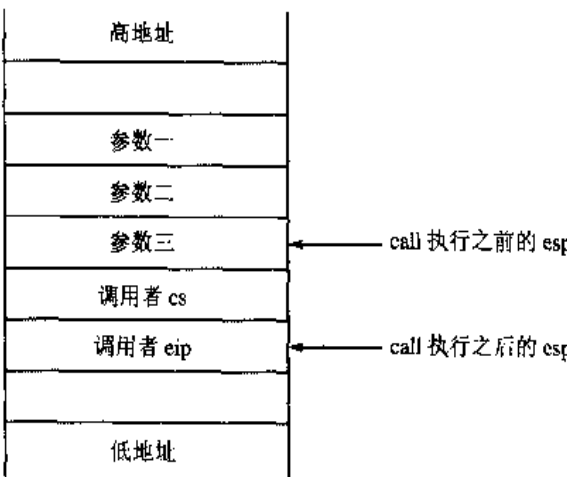 高地址
参数一
参数二
参数三
call 执行之前的 esp
调用者 cs
调用者 eip
call 执行之后的 esp
低地址